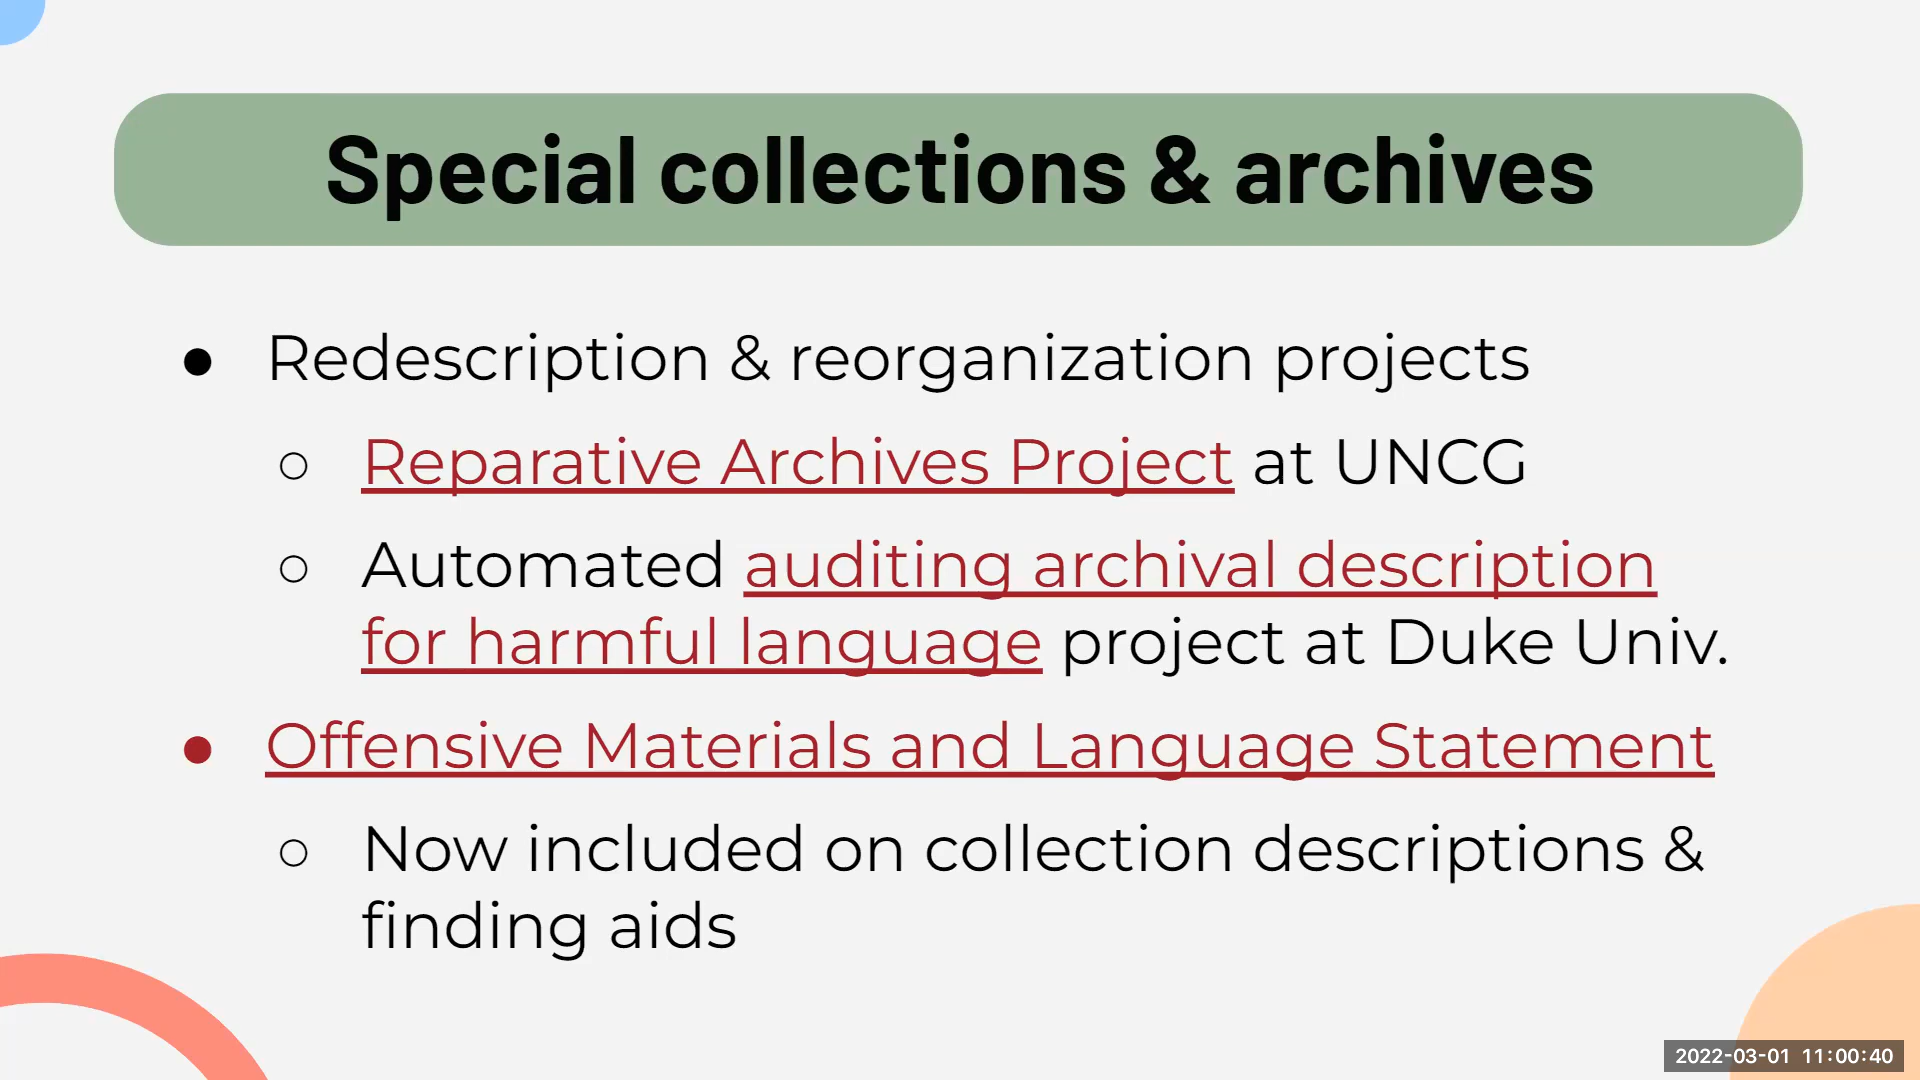 Special collections & archives
● Redescription & reorganization projects
○ Reparative Archives Project at UNCG
○ Automated auditing archival description
for harmful language project at Duke Univ.
● Offensive Materials and Language Statement
○ Now included on collection descriptions &
finding aids
2022-03-01 11:00:40